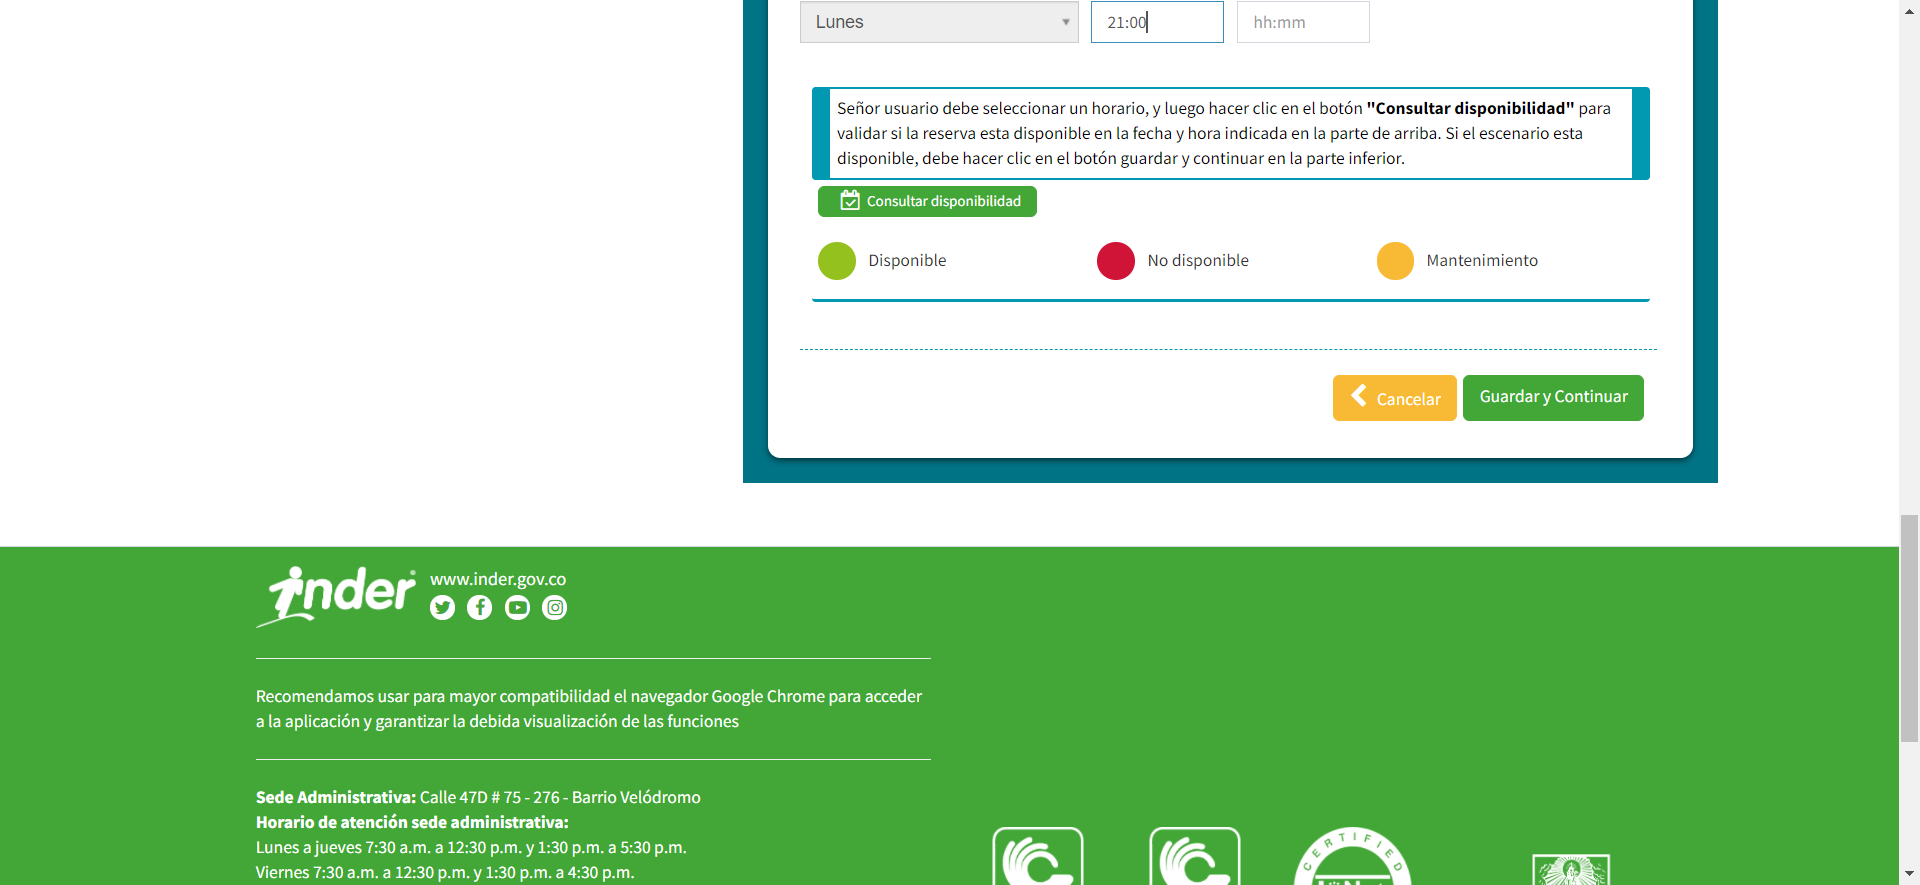 Lunes
21:00
hh:mm
Señor usuario debe seleccionar un horario, y luego hacer clic en el botón "Consultar disponibilidad" para
validar si la reserva esta disponible en la fecha y hora indicada en la parte de arriba. Si el escenario esta
disponible, debe hacer clic en el botón guardar y continuar en la parte inferior.
Consultar disponibilidad
Disponible
No disponible
Mantenimiento
Cancelar
Guardar y Continuar
inder
www.inder.gov.co
Recomendamos usar para mayor compatibilidad el navegador Google Chrome para acceder
a la aplicación y garantizar la debida visualización de las funciones
Sede Administrativa: Calle 47D # 75 - 276 - Barrio Velódromo
Horario de atención sede administrativa:
Lunes a jueves 7:30 a.m. a 12:30 p.m. y 1:30 p.m. a 5:30 p.m.
Viernes 7:30 a.m. a 12:30 p.m. y 1:30 p.m. a 4:30 p.m.
CERTIFIED